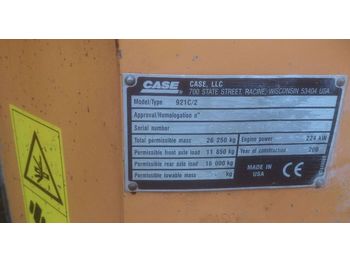 CASE
CASE, LLC
700 STATE STREET, RACINE, WISCONSIN 53404 USA
Model/Type 921C/2
Approval/Homologation n°
Serial number
Total permissible mass 26 250 kg Engine power 224 kW
Permissible front axle load 11 850 kg Year of construction 200
Permissible rear axle load 16 000 kg
Permissible towable mass - kg
MADE IN
USA
CE